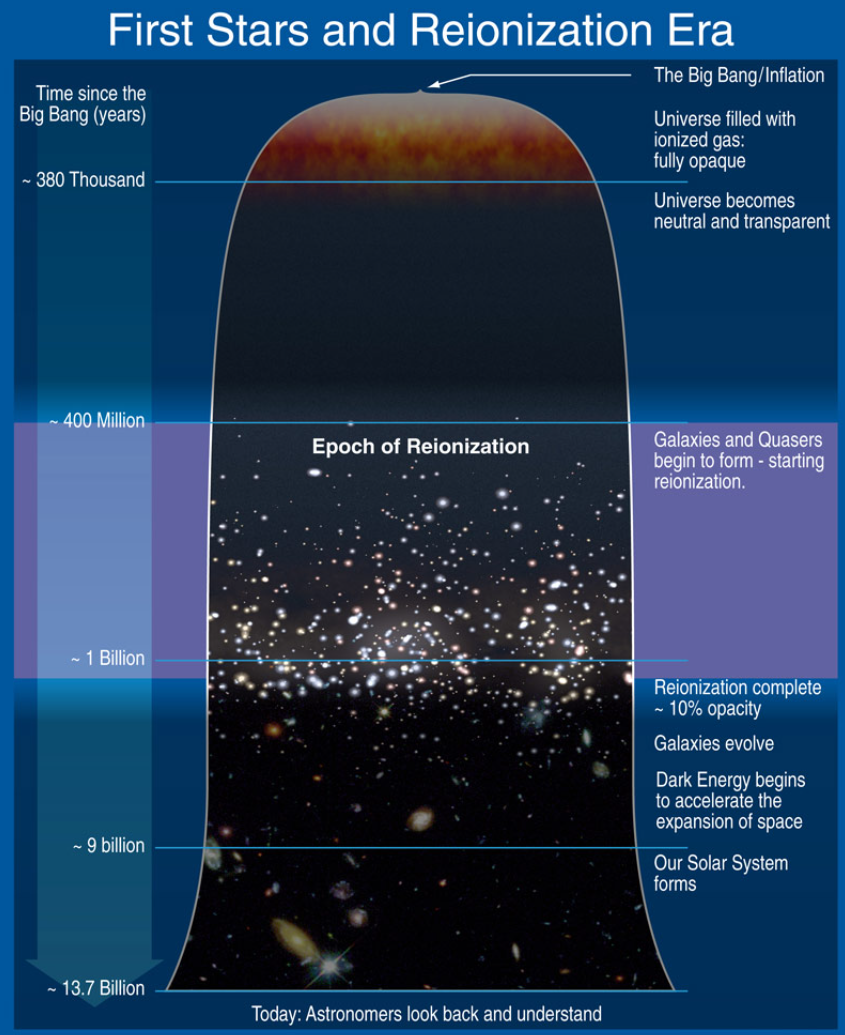 First Stars and Reionization Era
Time since the
Big Bang (years)
The Big Bang/Inflation
Universe filled with
ionized gas:
fully opaque
~ 380 Thousand
Universe becomes
neutral and transparent
~ 400 Million
Epoch of Reionization
Galaxies and Quasers
begin to form - starting
reionization.
~ 1 Billion
Reionization complete
~ 10% opacity
Galaxies evolve
Dark Energy begins
to accelerate the
expansion of space
~ 9 billion
Our Solar System
forms
~ 13.7 Billion
Today: Astronomers look back and understand